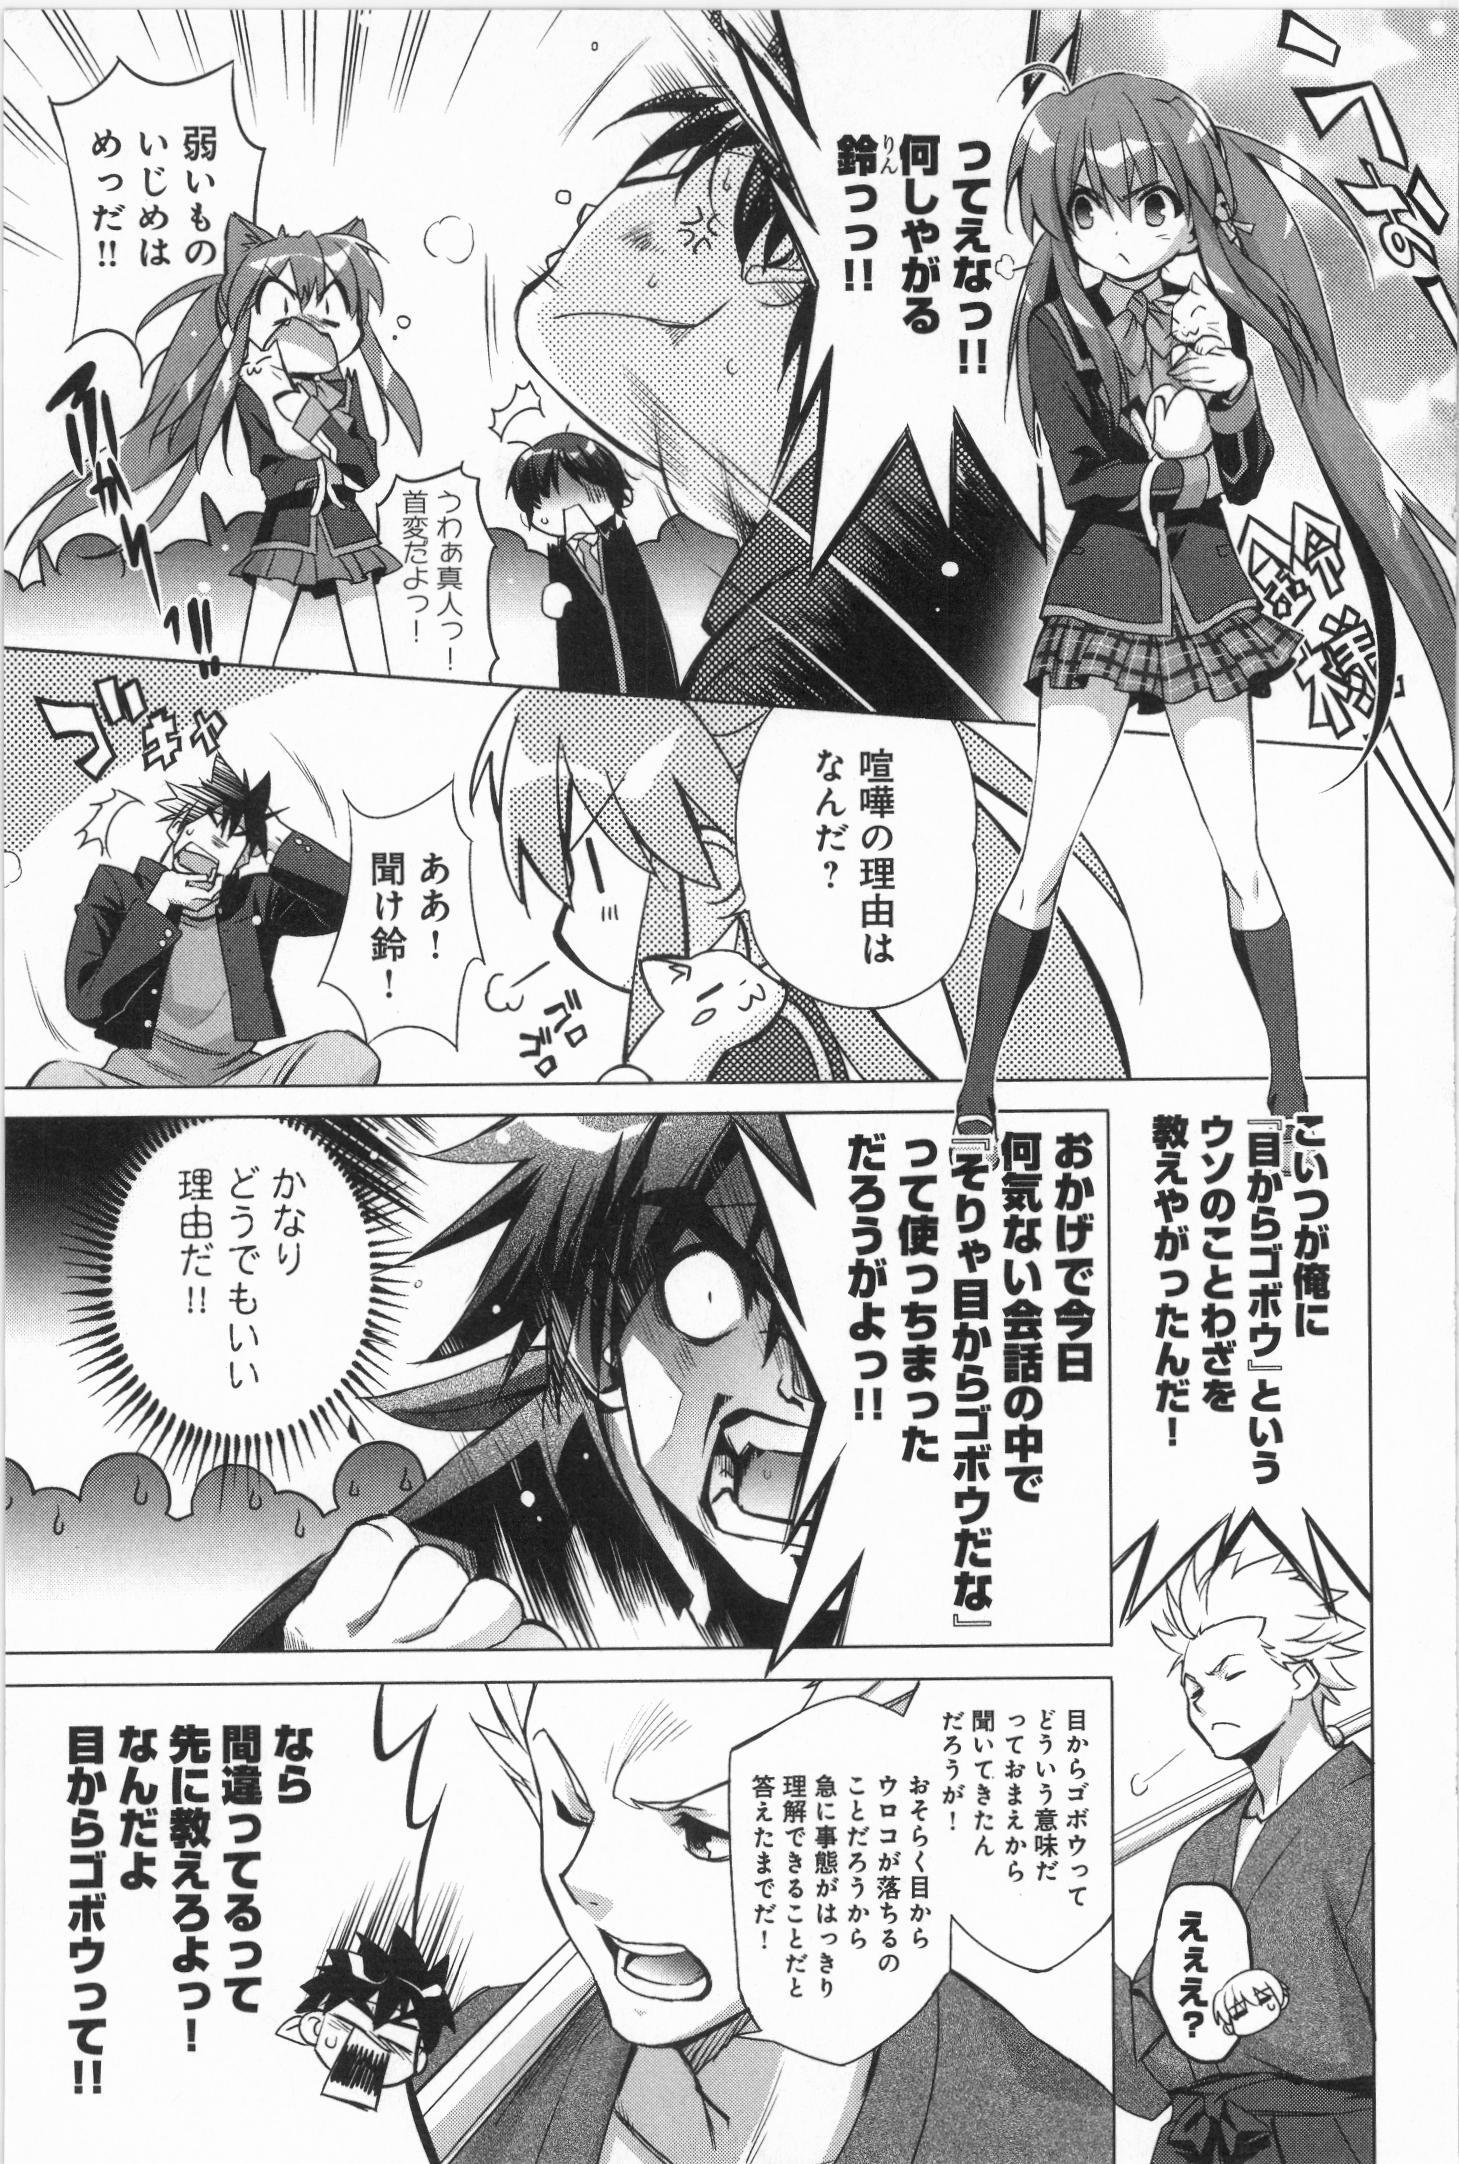 ってえなっ!!
何しやがる
鈴っっ!!
りん
弱いもの
いじめは
めっだ!!
うわぁ真人っ!
首変だよっ!
喧嘩の理由は
なんだ?
ああ!
聞け鈴!
ゴキャ
こいつが俺に
『目からゴボウ』という
ウソのことわざを
教えやがったんだ!
おかげで今日
何気ない会話の中で
『そりゃ目からゴボウだな』
って使っちまった
だろうがよっ!!
かなり
どうでもいい
理由だ!!
ええぇ?
目からゴボウって
どういう意味だ
っておまえから
聞いてきたん
だろうが!
おそらく目から
ウロコが落ちるの
ことだろうから
急に事態がはっきり
理解できることだと
答えたまでだ!
なら
間違ってるって
先に教えろよっ!
なんだよ
目からゴボウって!!